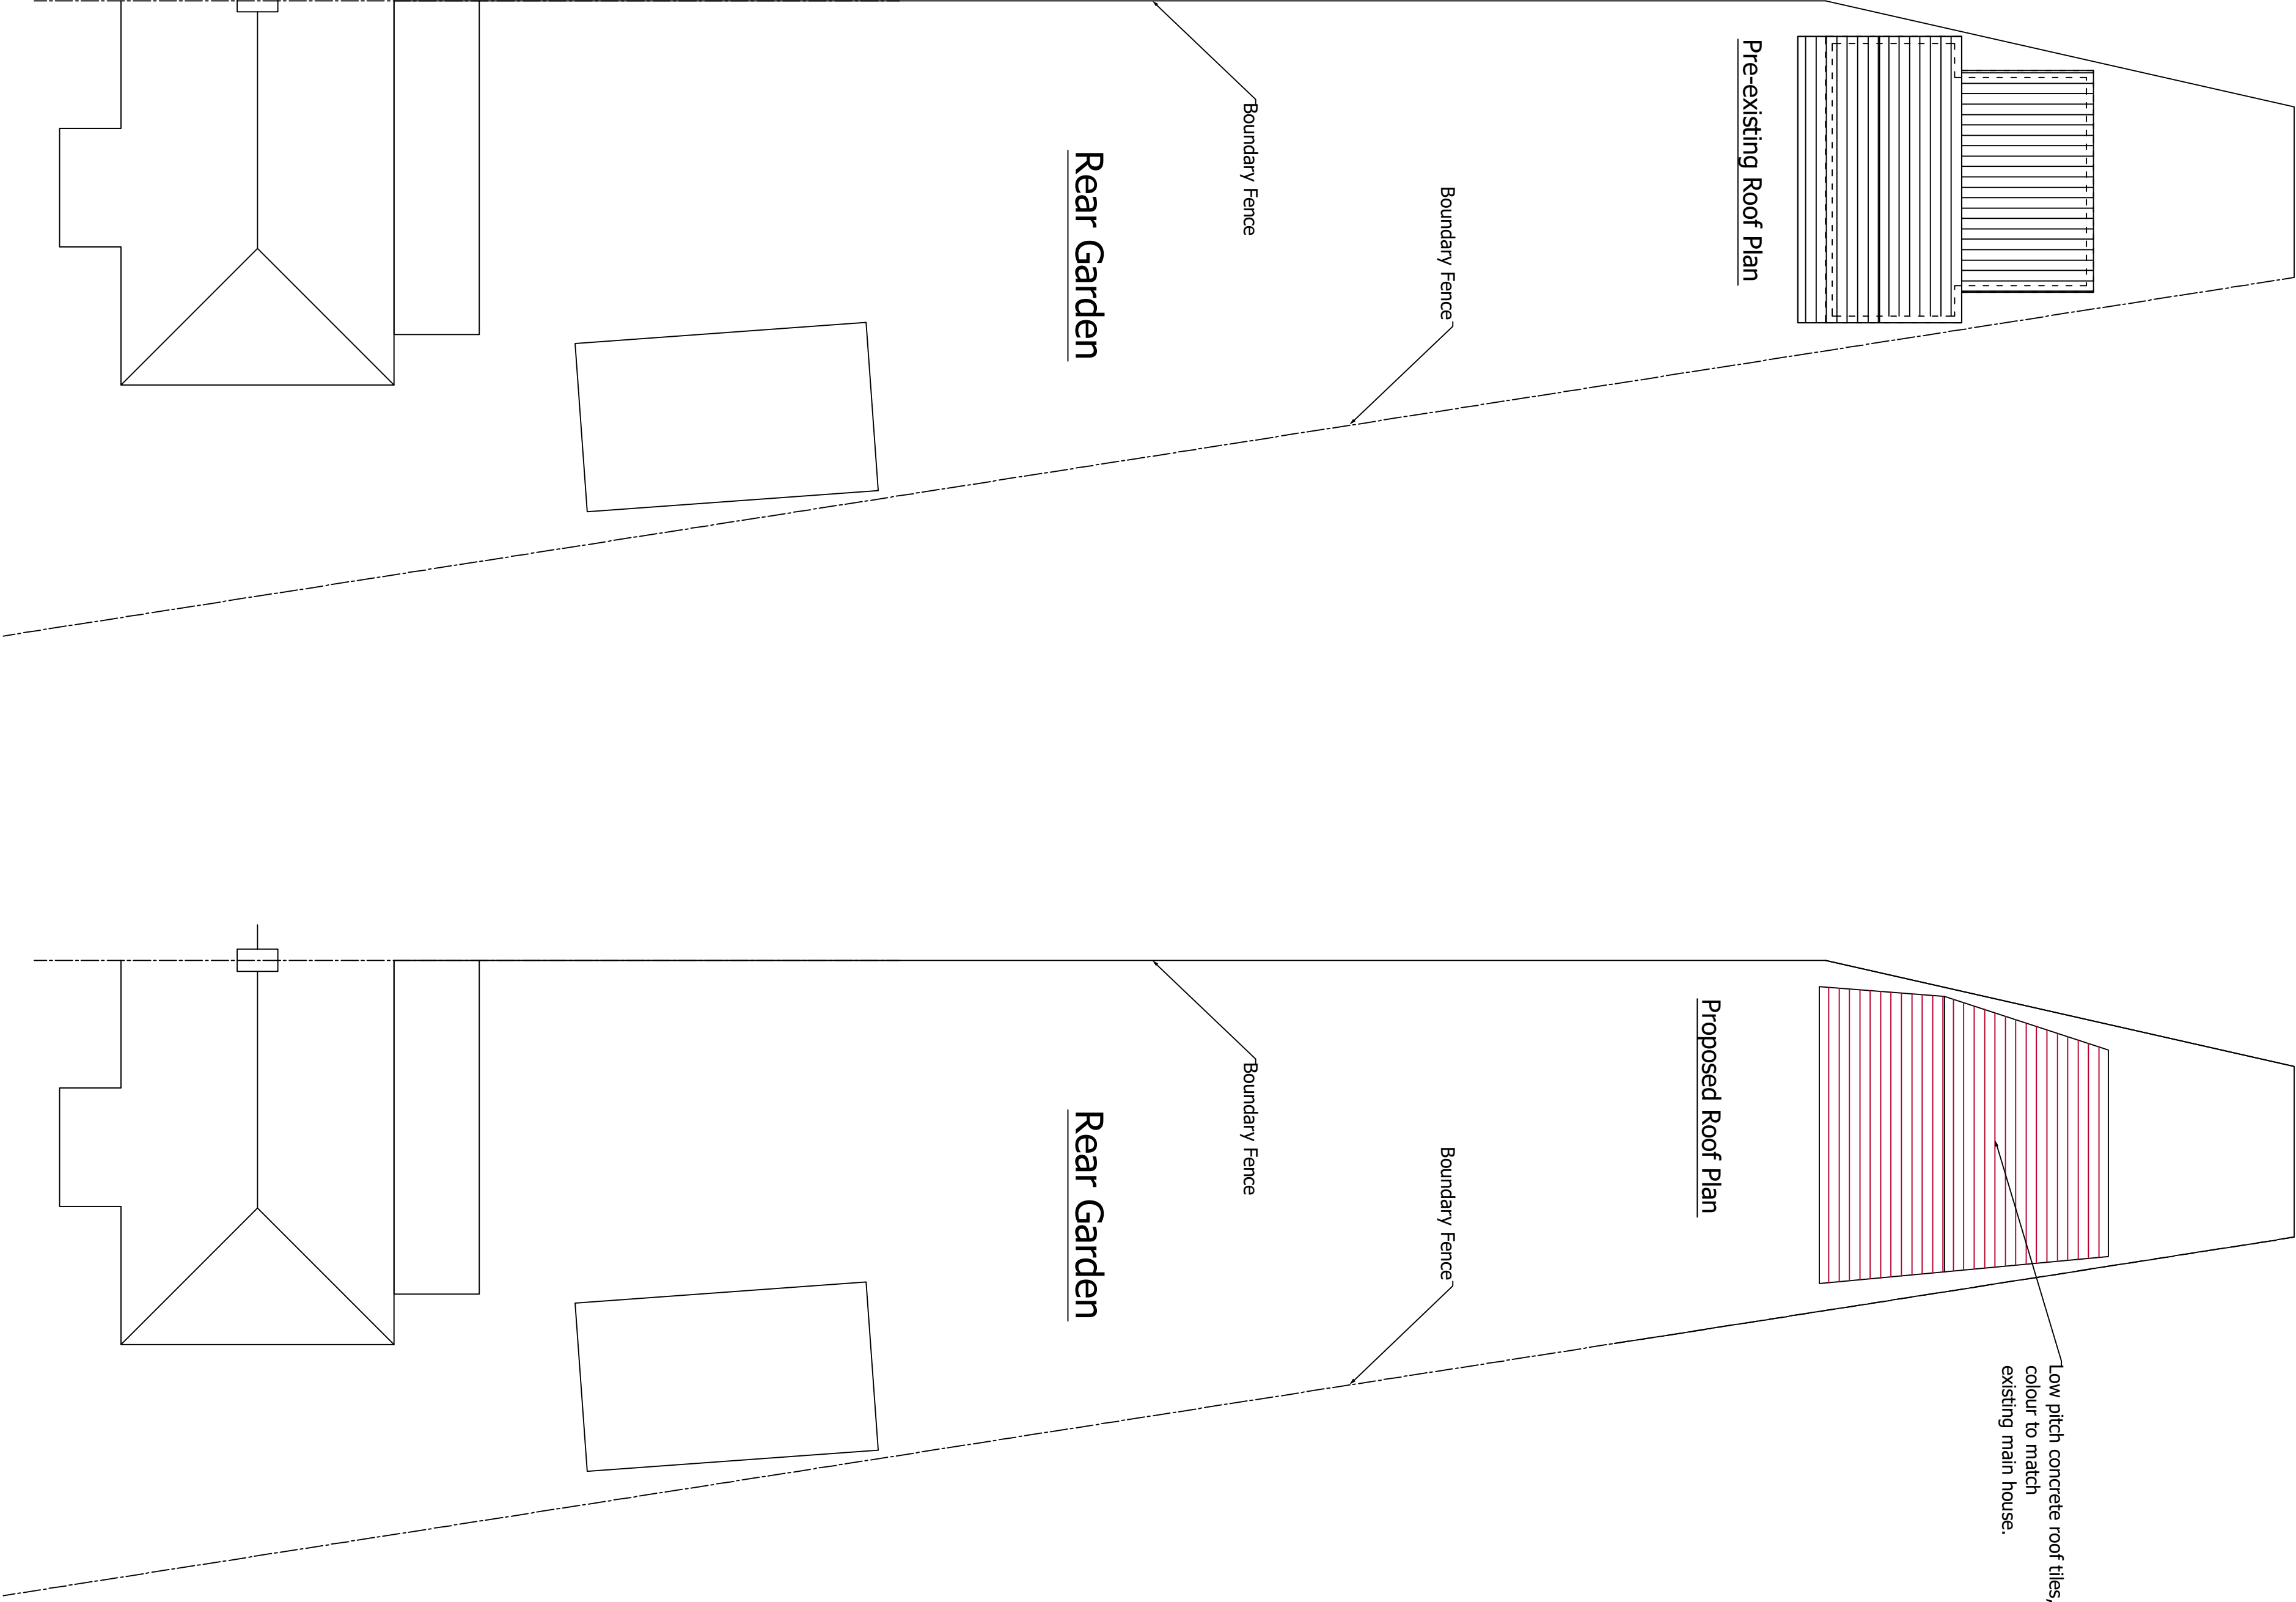 Pre-existing Roof Plan
Boundary Fence
Boundary Fence
Rear Garden
Proposed Roof Plan
Boundary Fence
Boundary Fence
Rear Garden
Low pitch concrete roof tiles,
colour to match
existing main house.